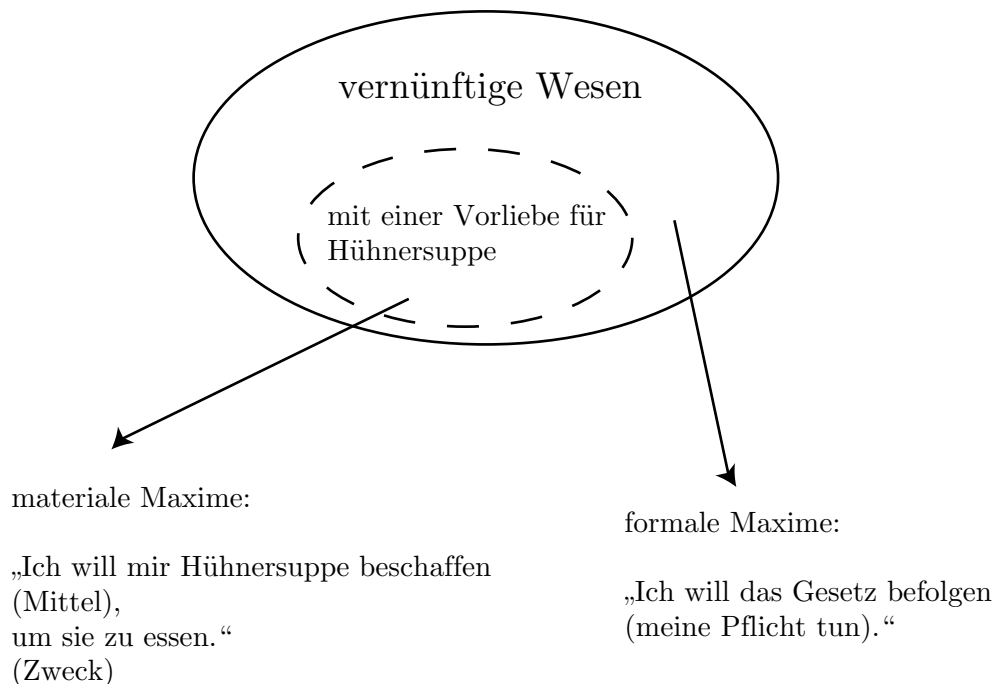 vernünftige Wesen
mit einer Vorliebe für
Hühnersuppe
materiale Maxime:
„Ich will mir Hühnersuppe beschaffen
(Mittel),
um sie zu essen.“
(Zweck)
formale Maxime:
„Ich will das Gesetz befolgen
(meine Pflicht tun).“